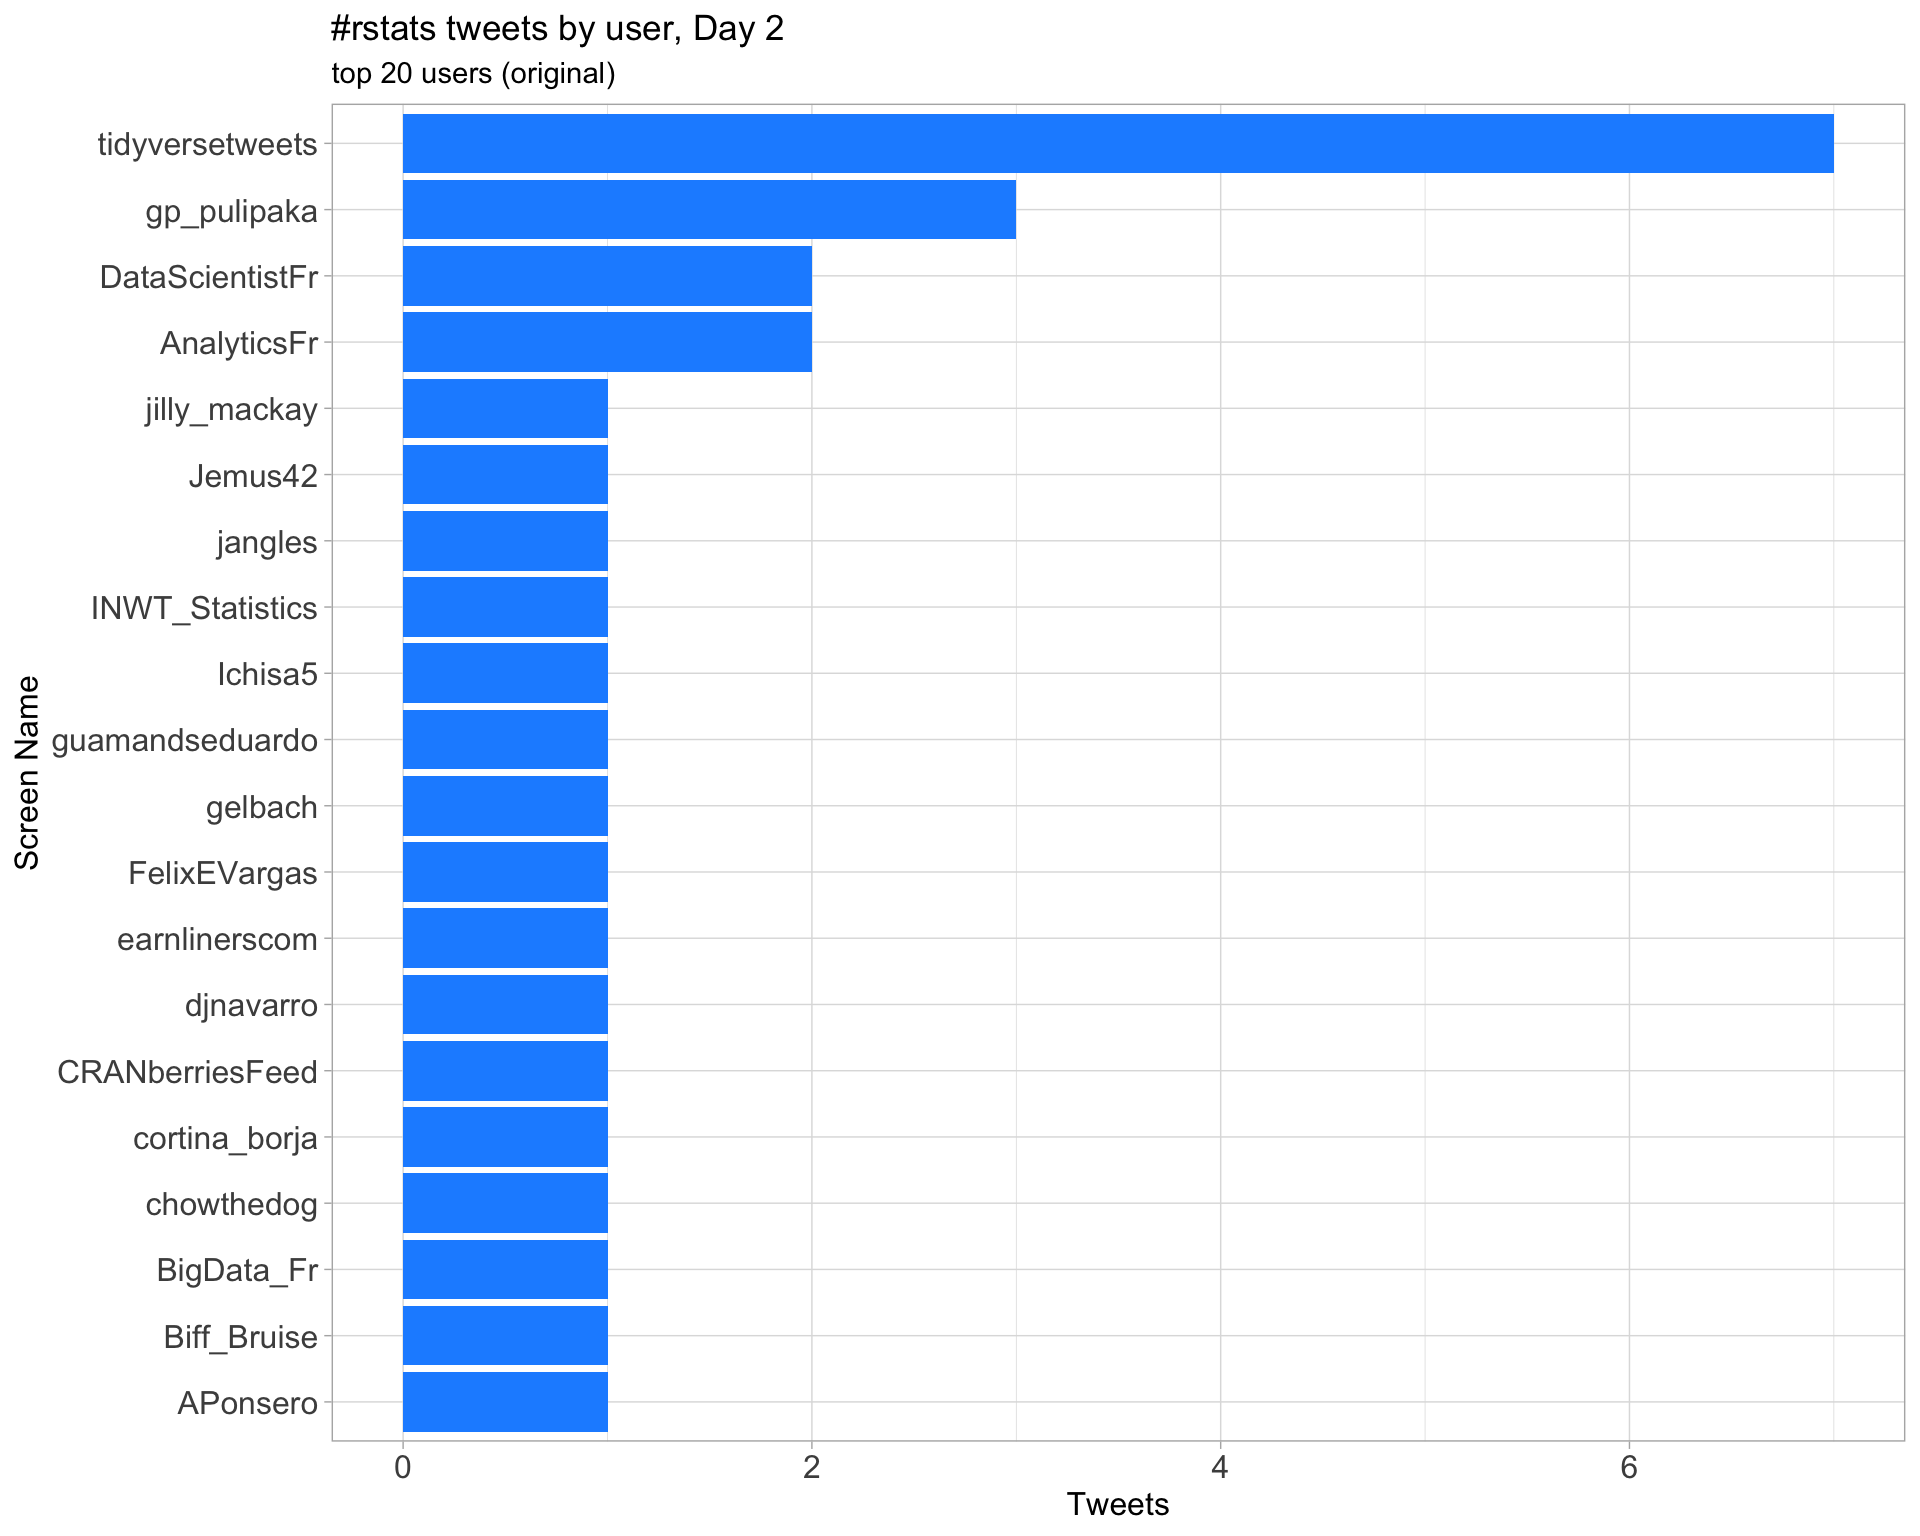 #rstats tweets by user, Day 2
top 20 users (original)
Screen Name
tidyversetweets
gp_pulipaka
DataScientistFr
AnalyticsFr
jilly_mackay
Jemus42
jangles
INWT_Statistics
Ichisa5
guamandseduardo
gelbach
FelixEVargas
earnlinerscom
djnavarro
CRANberriesFeed
cortina_borja
chowthedog
BigData_Fr
Biff_Bruise
APonsero
0 2 4 6
Tweets